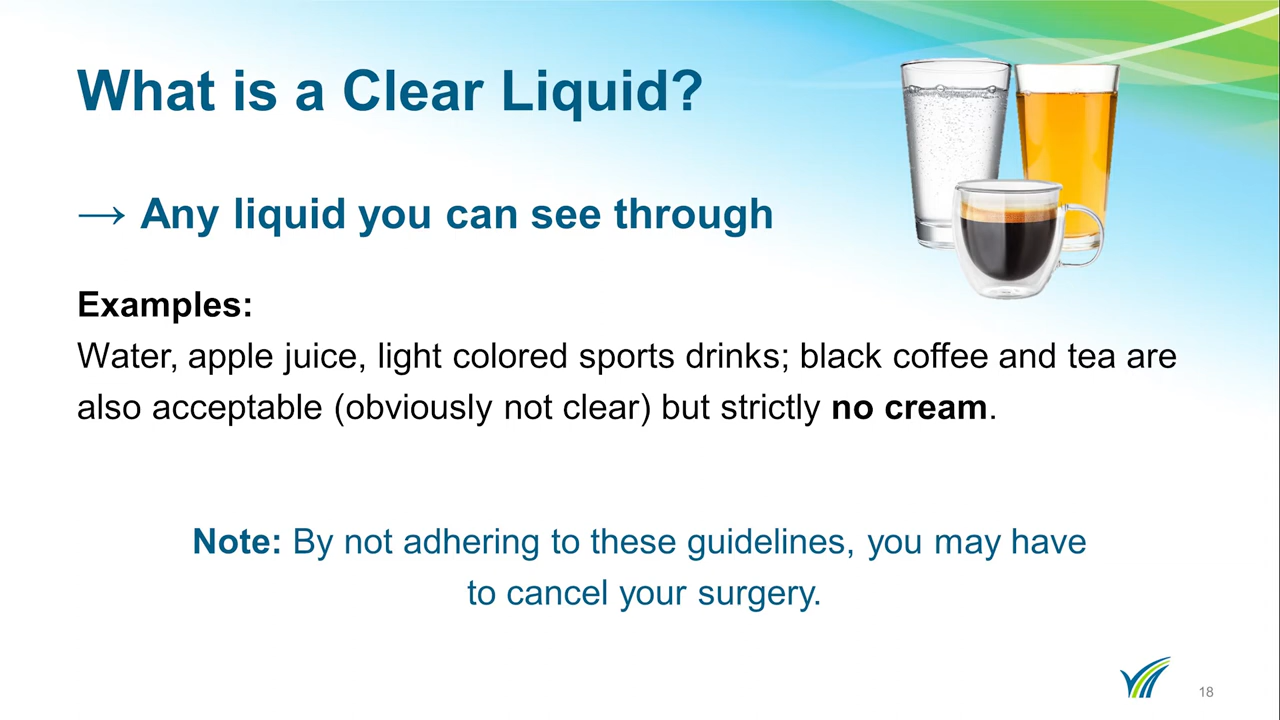 What is a Clear Liquid?
→ Any liquid you can see through
Examples:
Water, apple juice, light colored sports drinks; black coffee and tea are
also acceptable (obviously not clear) but strictly no cream.
Note: By not adhering to these guidelines, you may have
to cancel your surgery.
18